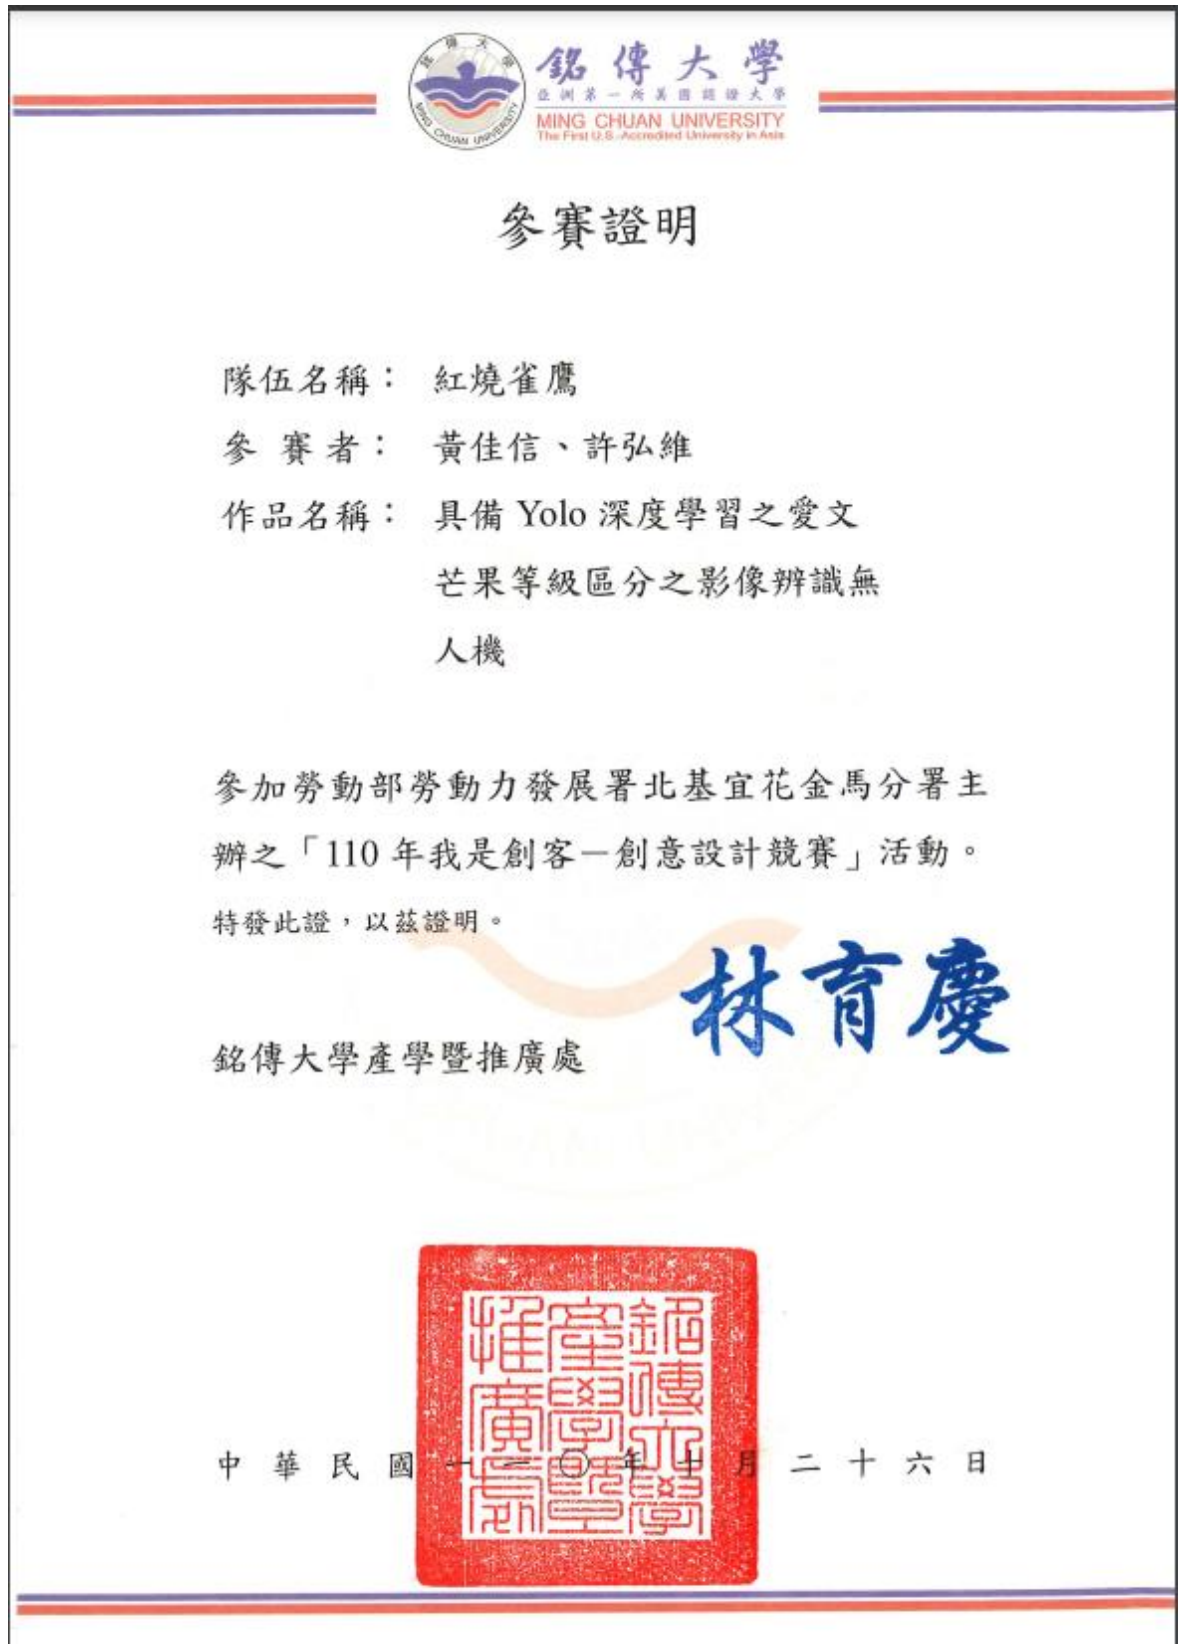 銘傳大學
MING CHUAN UNIVERSITY
銘傳大學
亞洲第一所美國認證大學
MING CHUAN UNIVERSITY
The First U.S.-Accredited University in Asia
參賽證明
隊伍名稱： 紅燒雀鷹
參賽者： 黃佳信、許弘維
作品名稱： 具備 Yolo 深度學習之愛文
芒果等級區分之影像辨識無
人機
參加勞動部勞動力發展署北基宜花金馬分署主
辦之「110 年我是創客－創意設計競賽」活動。
特發此證，以茲證明。
林育慶
銘傳大學產學暨推廣處
銘傳大學
產學暨
推廣處
中華民國一一〇年十月二十六日